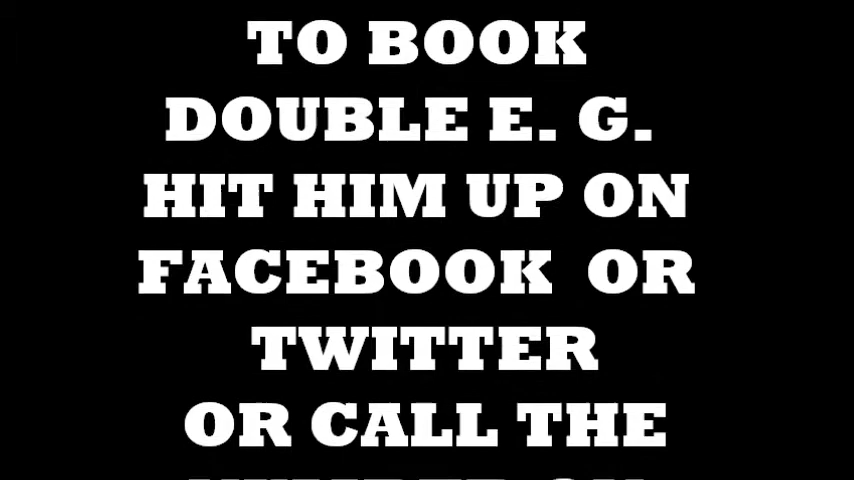 TO BOOK
DOUBLE E. G.
HIT HIM UP ON
FACEBOOK OR
TWITTER
OR CALL THE